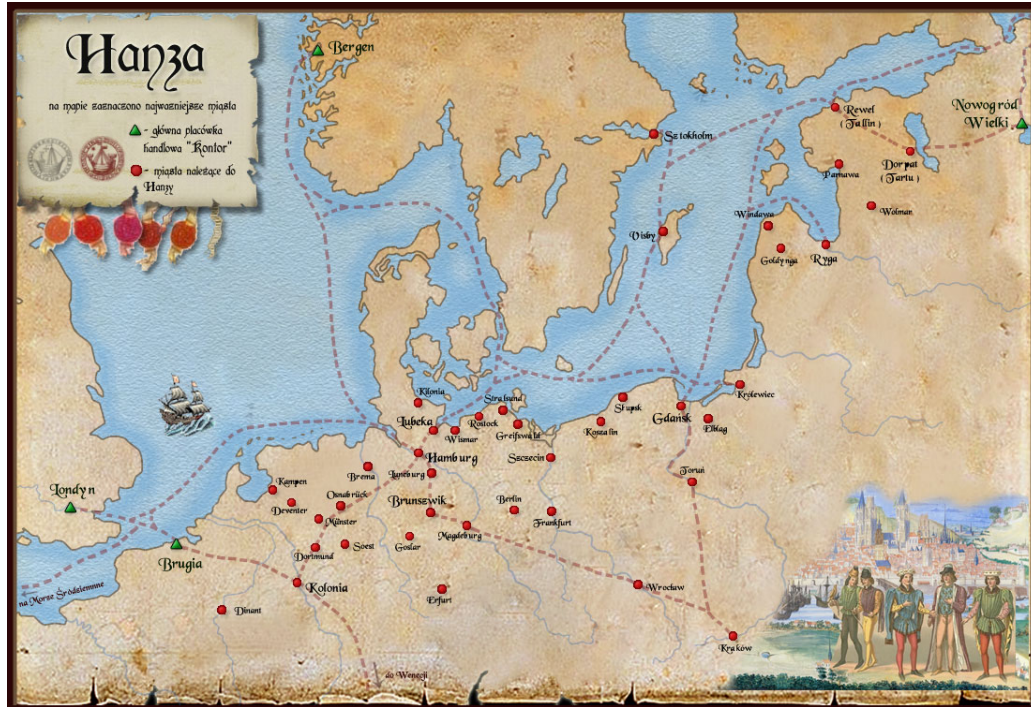 Hanza
na mapie zaznaczono najważniejsze miasta
- główna placówka
handlowa "Kontor"
- miasta należące do
Hanzy
Bergen
Sztokholm
Rewel
(Tallin)
Nowogród
Wielki
Dorpat
(Tartu)
Parnawa
Wolmar
Windawa
Goldynga
Ryga
Visby
Kilonia
Stralsund
Lubeka
Wismar
Rostock
Greifswald
Słupsk
Koszalin
Gdańsk
Elbląg
Królewiec
Hamburg
Szczecin
Brema
Luneburg
Toruń
Kampen
Deventer
Osnabrück
Münster
Brunszwik
Berlin
Frankfurt
Londyn
Magdeburg
Goslar
Dortmund
Soest
Brugia
Kolonia
Erfurt
Wrocław
na Morze Śródziemne
Dinant
Kraków
do Wenecji